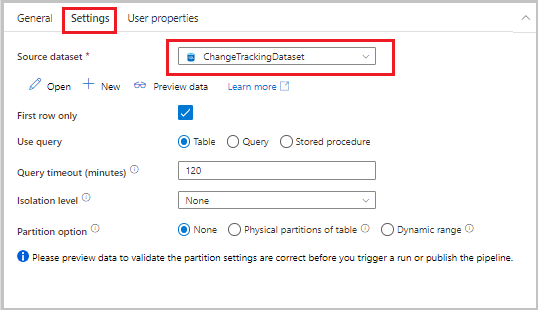 General Settings User properties
Source dataset * ChangeTrackingDataset
Open New Preview data Learn more
First row only
Use query Table Query Stored procedure
Query timeout (minutes) 120
Isolation level None
Partition option None Physical partitions of table Dynamic range
Please preview data to validate the partition settings are correct before you trigger a run or publish the pipeline.